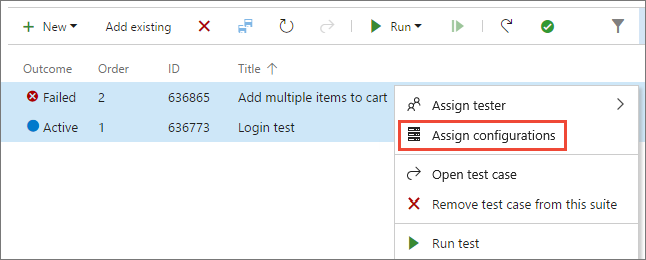 New Add existing Run
Outcome Order ID Title
Failed 2 636865 Add multiple items to cart
Active 1 636773 Login test
Assign tester
Assign configurations
Open test case
Remove test case from this suite
Run test